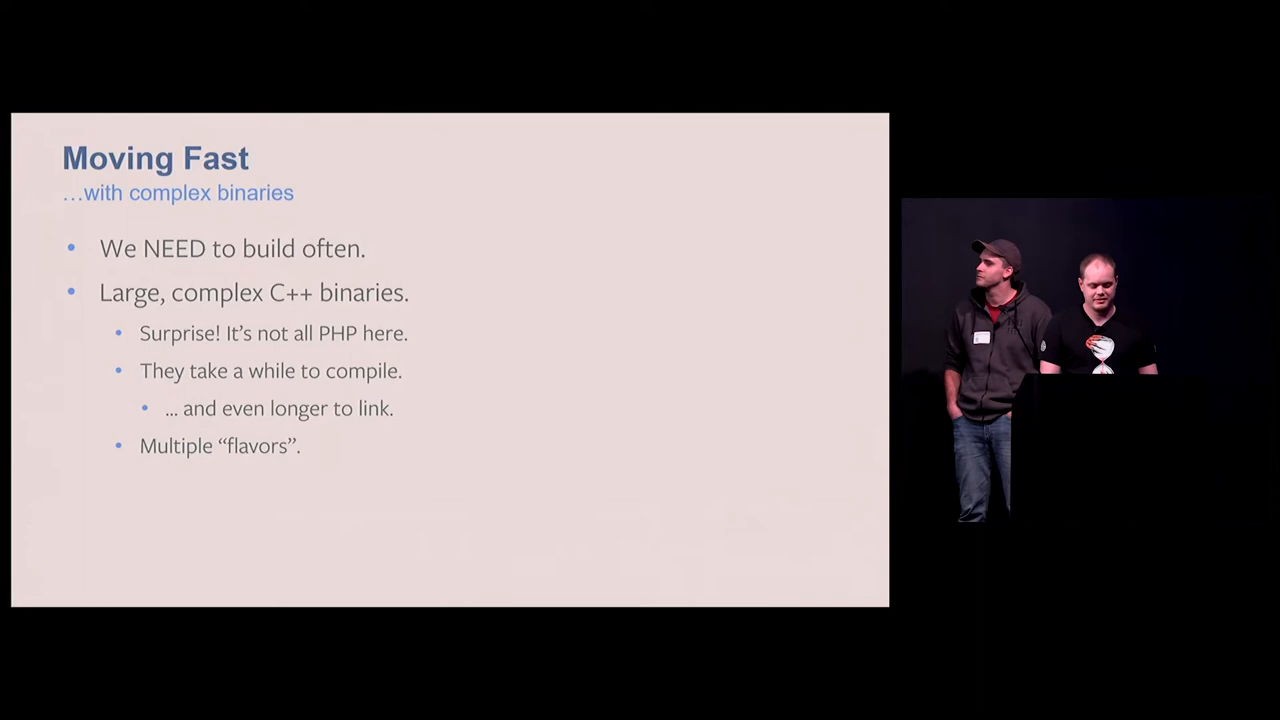 Moving Fast
…with complex binaries
We NEED to build often.
Large, complex C++ binaries.
Surprise! It’s not all PHP here.
They take a while to compile.
… and even longer to link.
Multiple “flavors”.